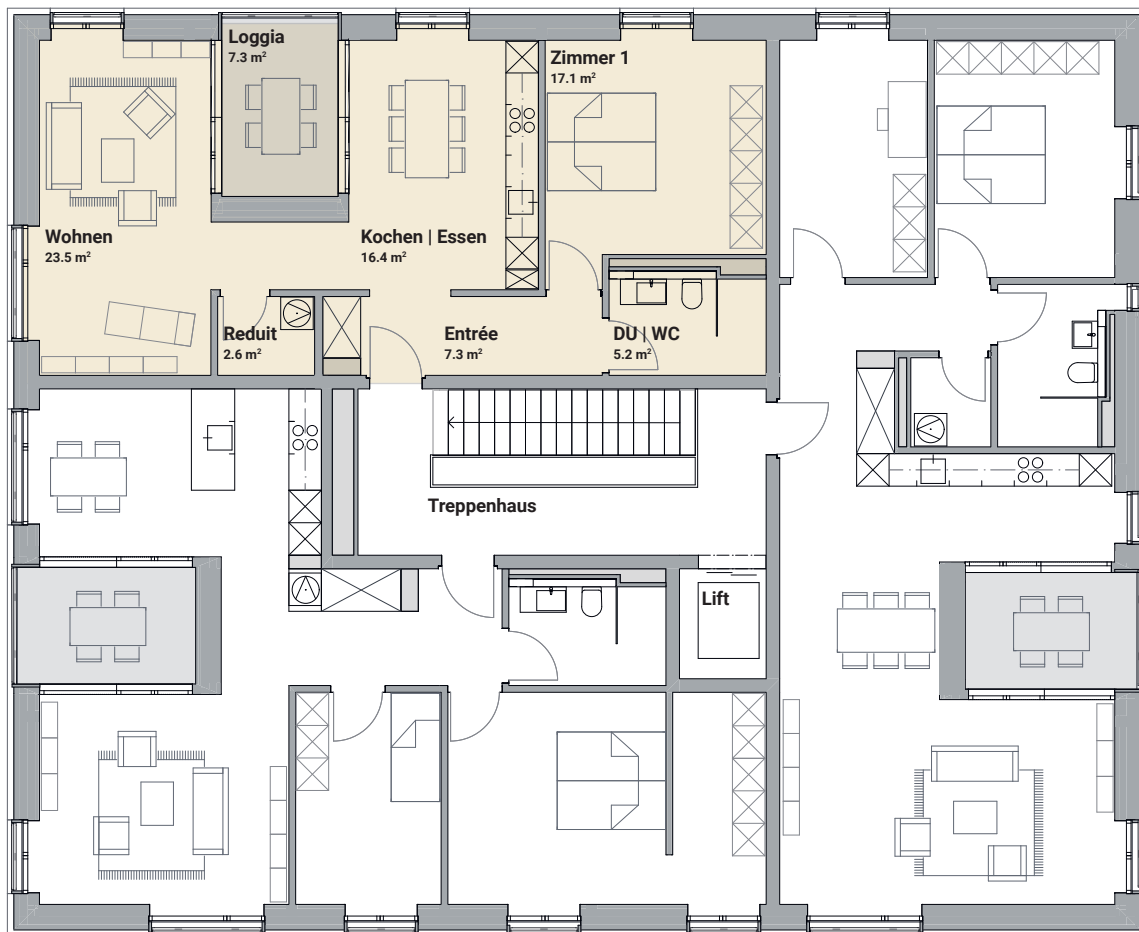 Loggia
7.3 m²
Zimmer 1
17.1 m²
Wohnen
23.5 m²
Kochen | Essen
16.4 m²
Reduit
2.6 m²
Entrée
7.3 m²
DU | WC
5.2 m²
Treppenhaus
Lift